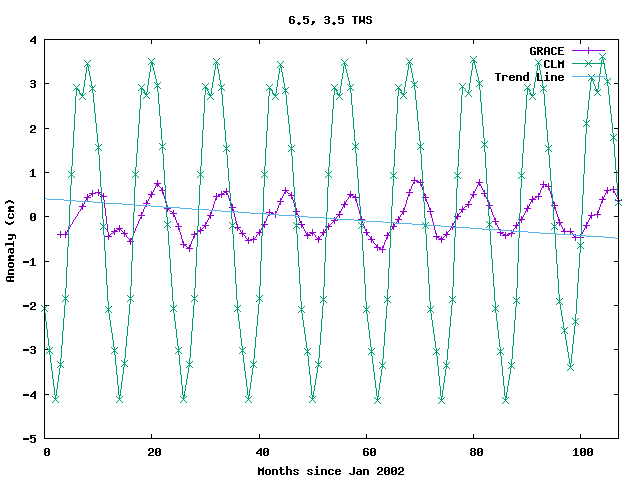 6.5, 3.5 TWS
GRACE
CLM
Trend Line
4
3
2
1
0
-1
-2
-3
-4
-5
Anomaly (cm)
0 20 40 60 80 100
Months since Jan 2002